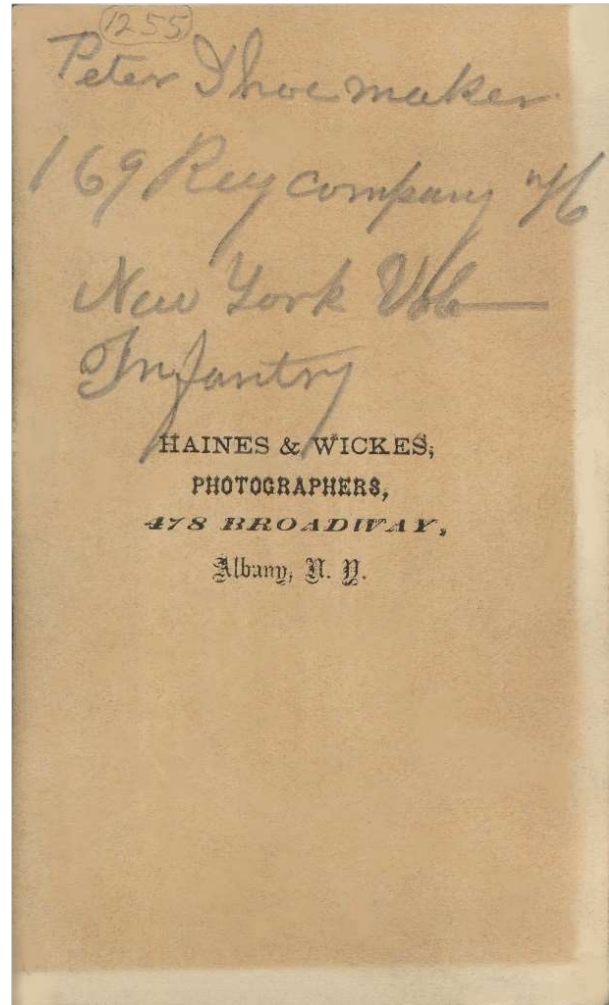 1255
Peter Shoemaker
169 Reg company
New York Vol
Infantry
HAINES & WICKES,
PHOTOGRAPHERS,
478 BROADWAY,
Albany, N. Y.